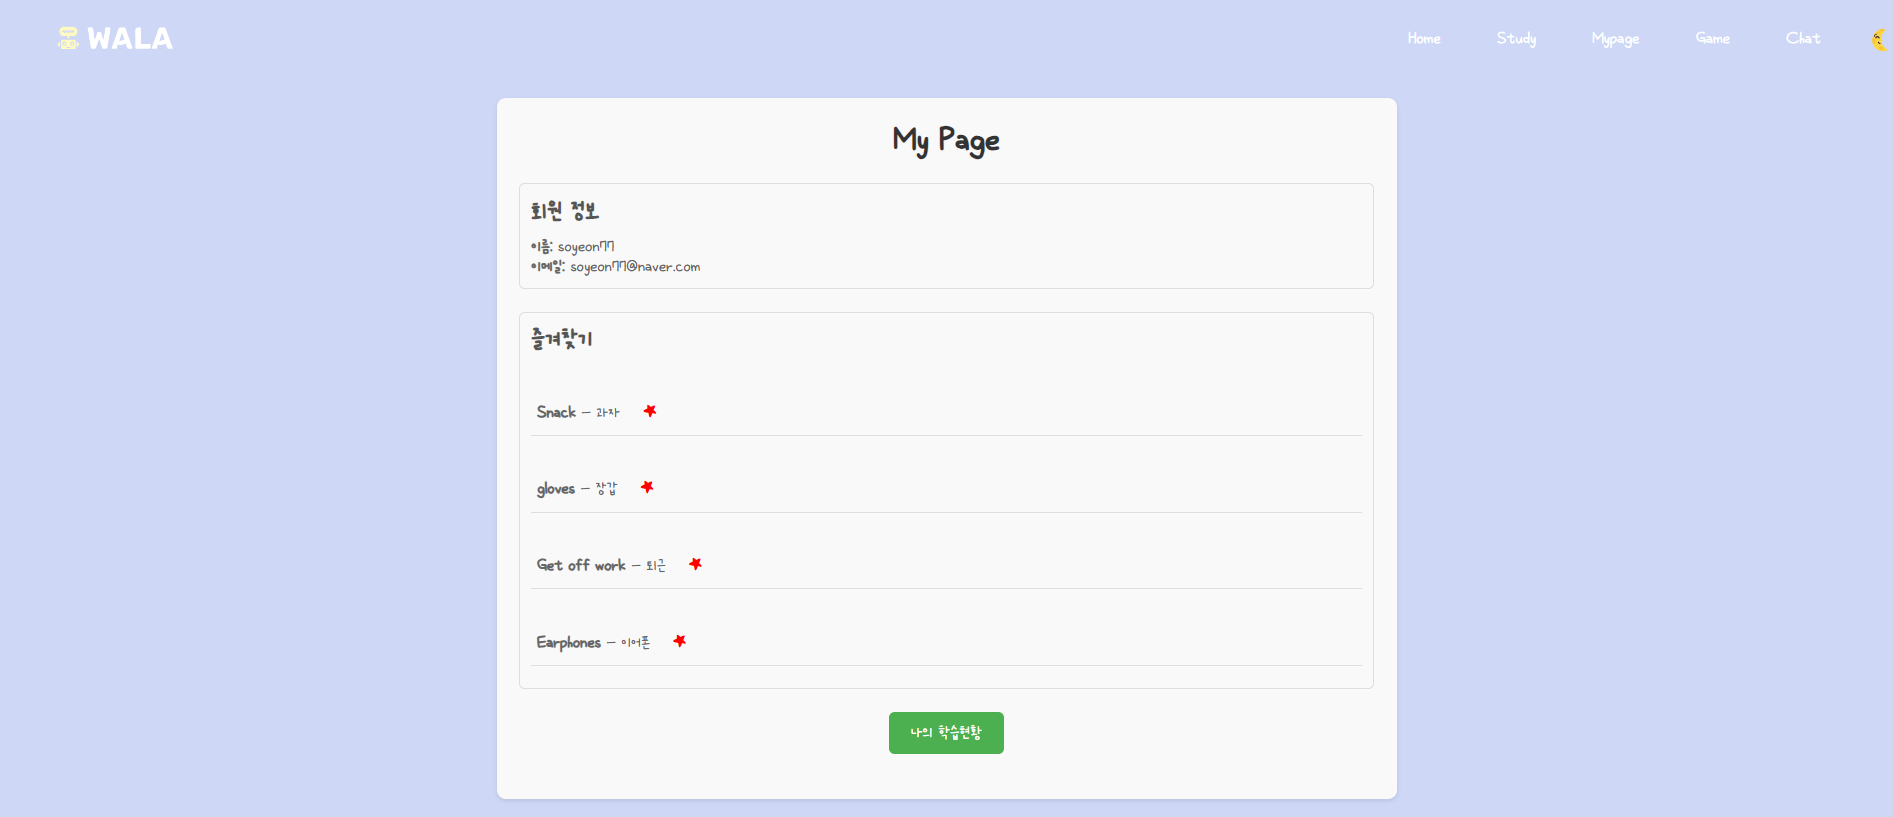 WALA
Home Study Mypage Game Chat
My Page
회원 정보
이름: soyeon77
이메일: soyeon77@naver.com
즐겨찾기
Snack - 과자
gloves - 장갑
Get off work - 퇴근
Earphones - 이어폰
나의 학습현황